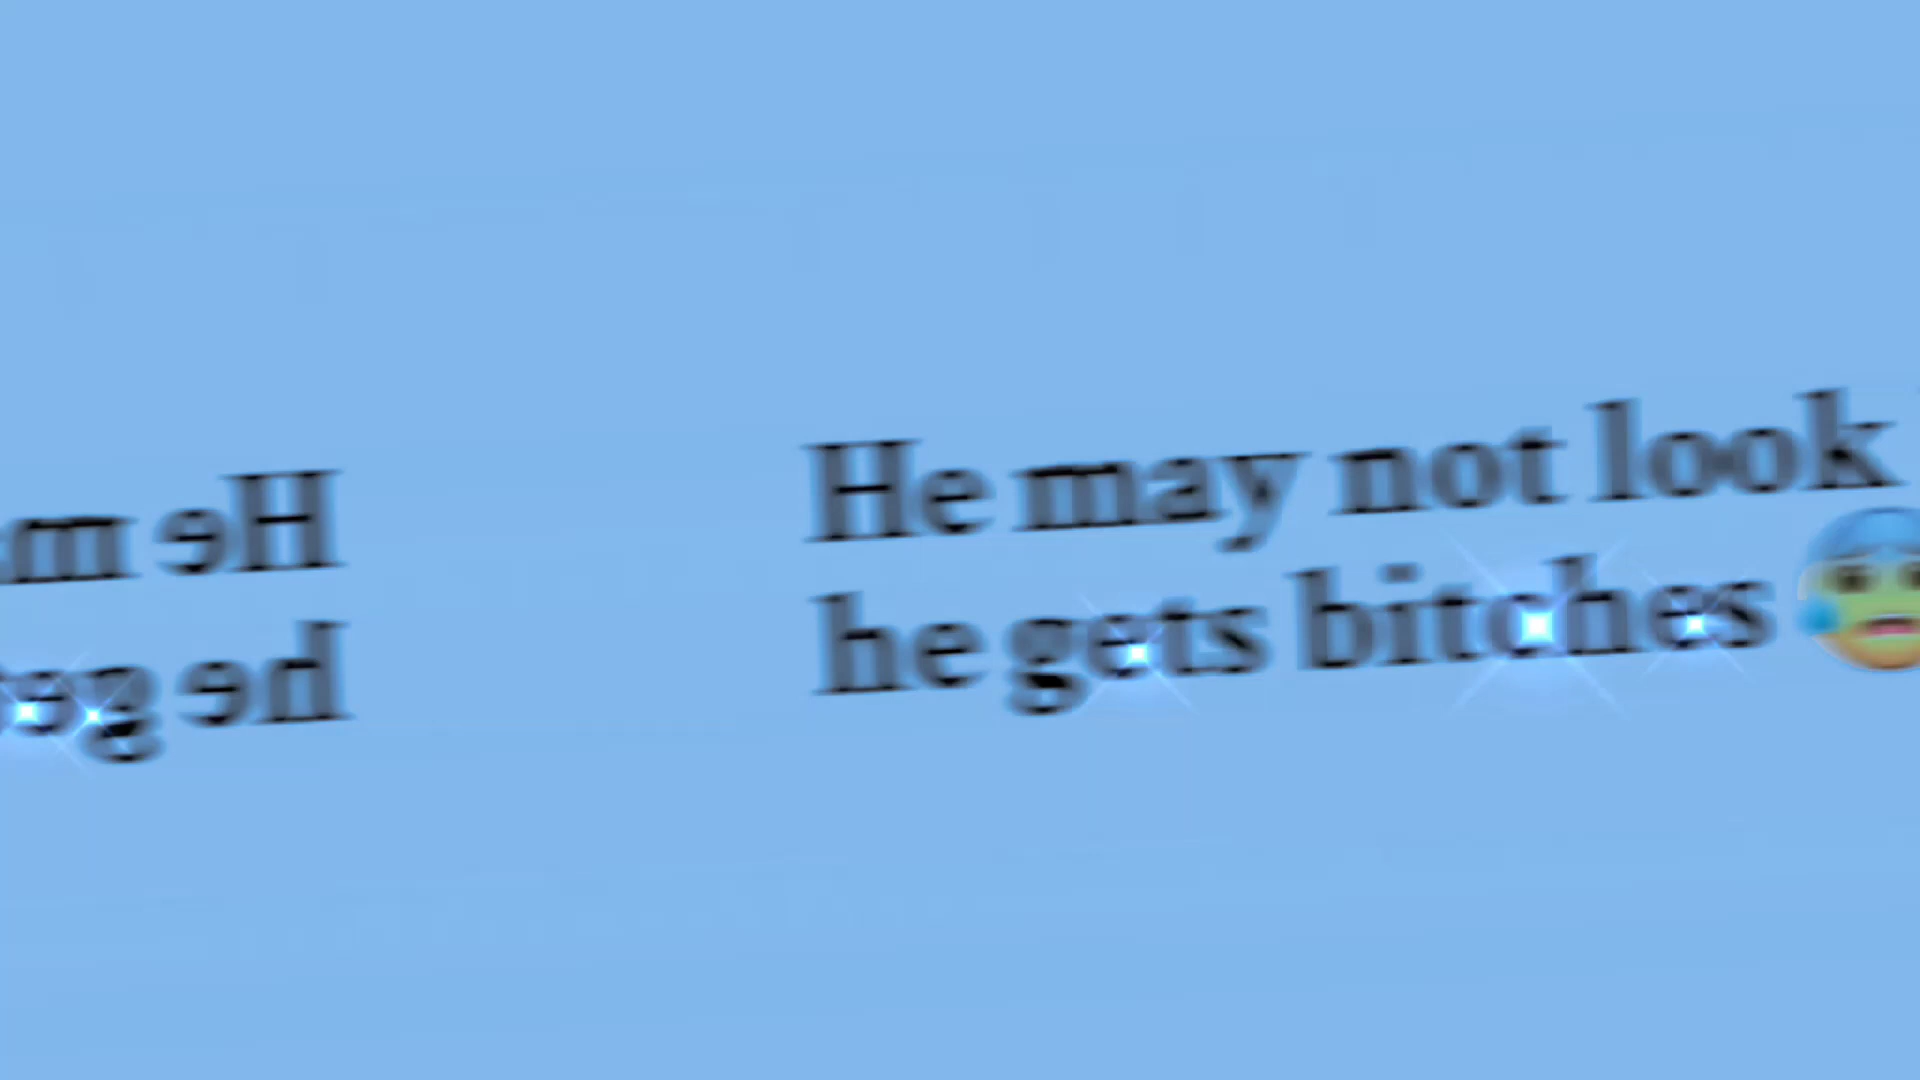 He may not look
he gets bitches 😰